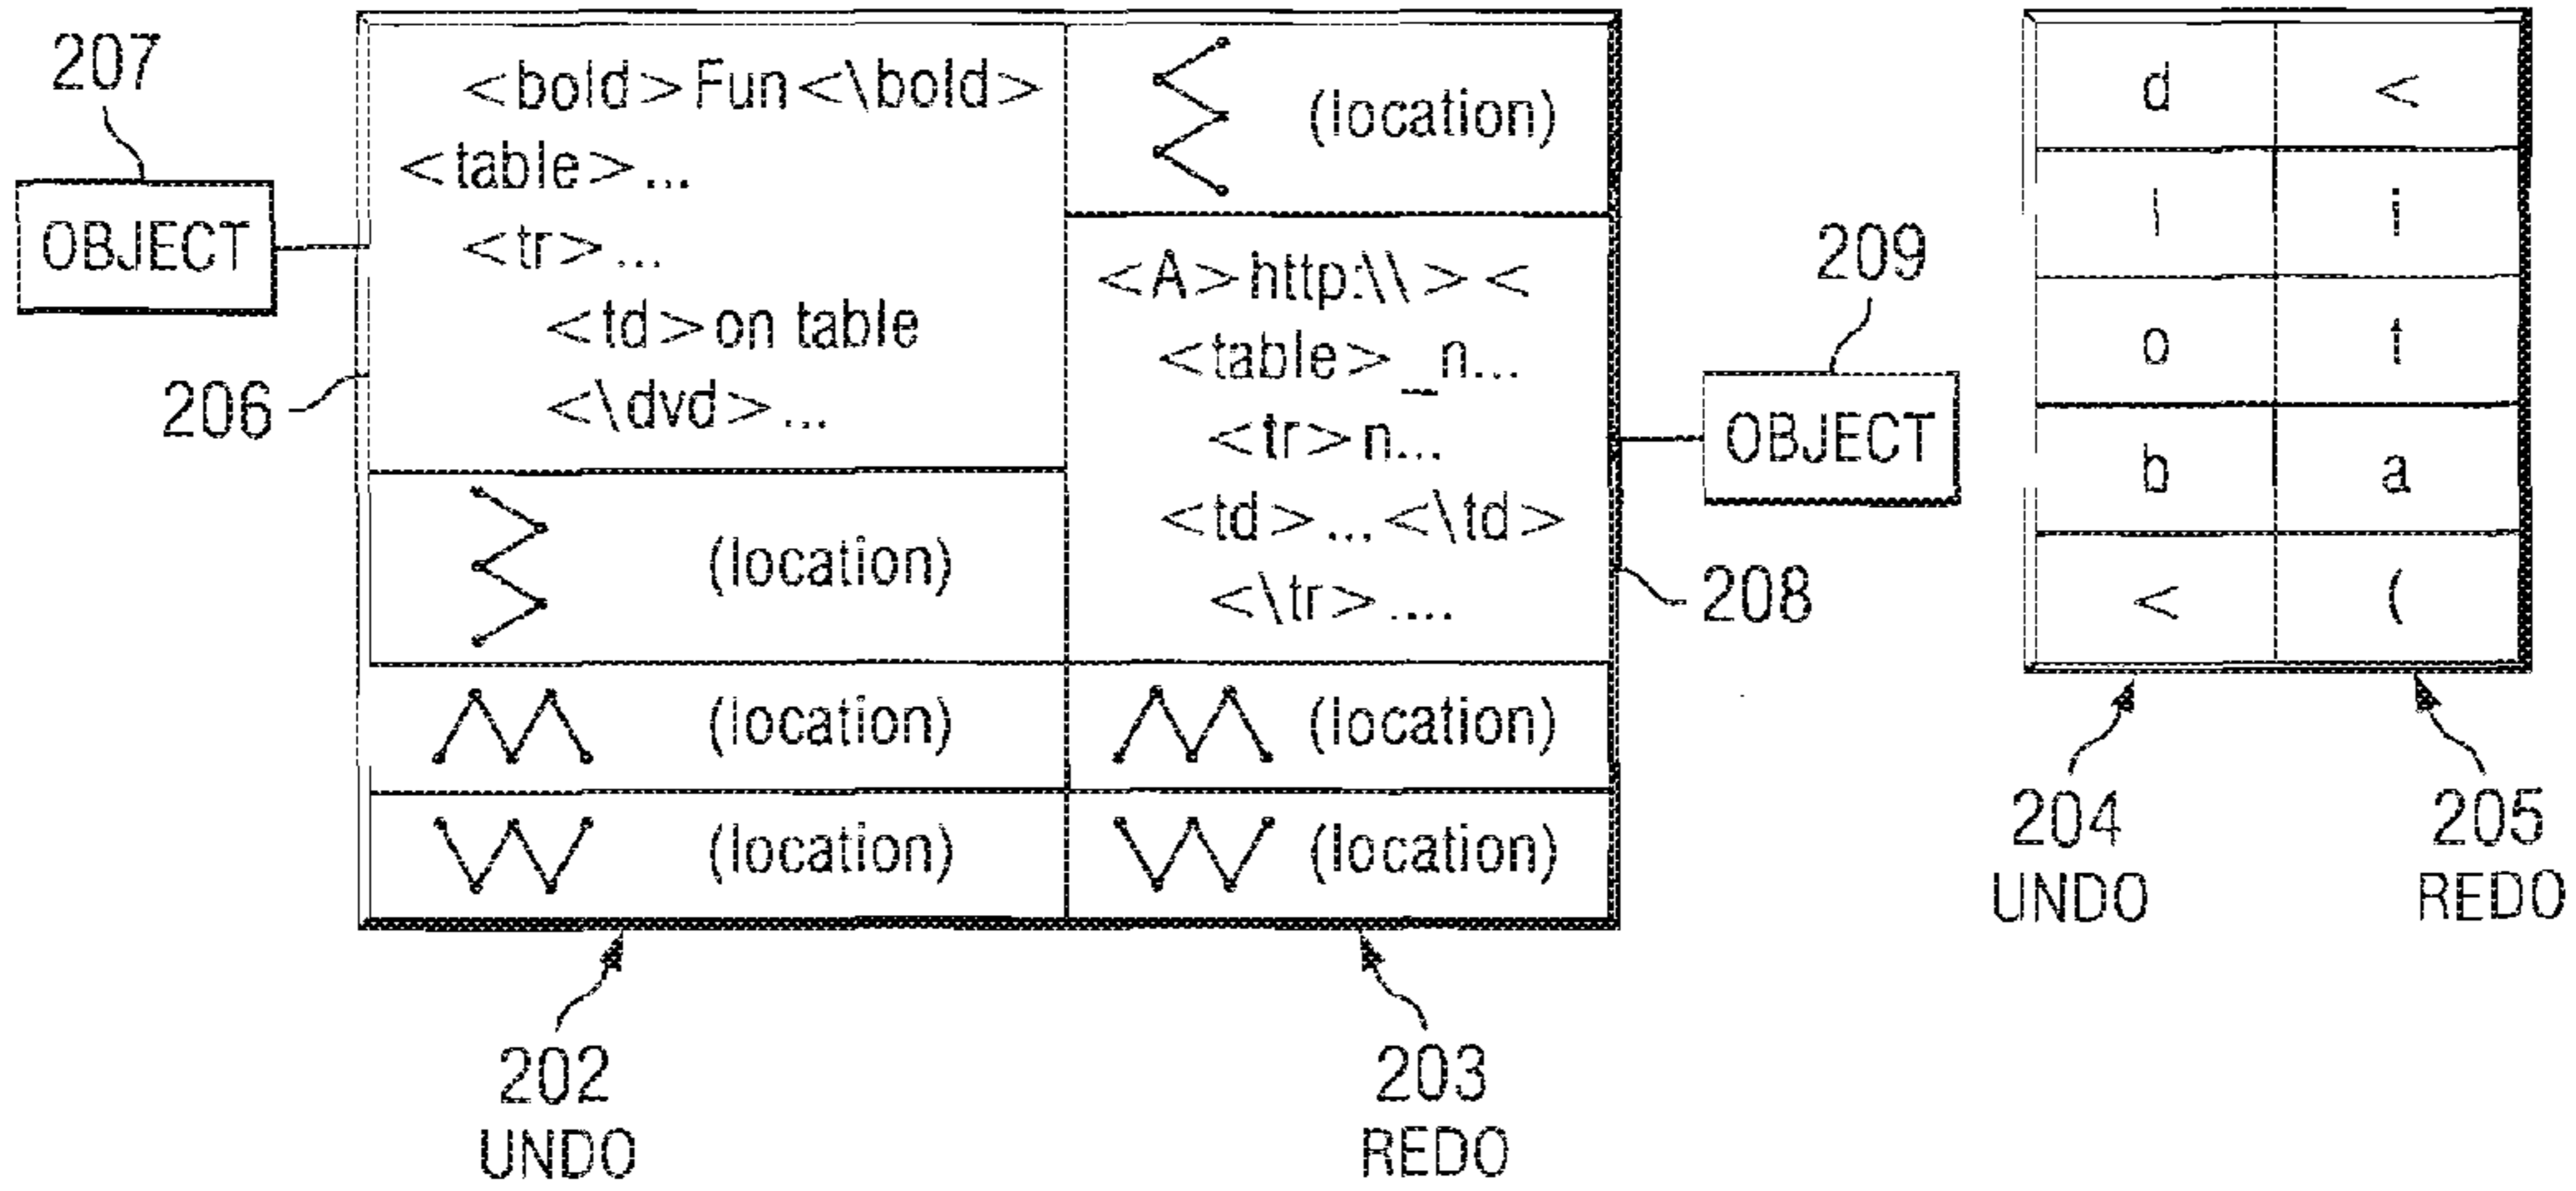 207
OBJECT
206
<bold>Fun<\bold>
<table>...
<tr>...
<td>on table
<\dvd>...
(location)
(location)
(location)
(location)
<A>http:\\><
<table>_n...
<tr>n...
<td>...<\td>
<\tr>....
(location)
(location)
209
OBJECT
208
d <
l i
o t
b a
< (
202
UNDO
203
REDO
204
UNDO
205
REDO